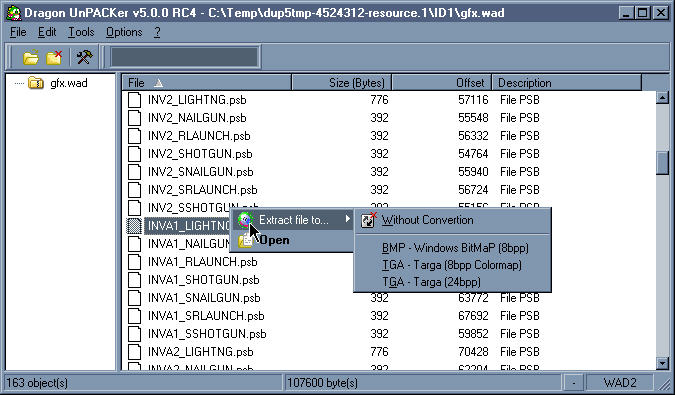 Dragon UnPACKer v5.0.0 RC4 - C:\Temp\dup5tmp-4524312-resource.1\ID1\gfx.wad
File Edit Tools Options ?
gfx.wad
File Size (Bytes) Offset Description
INV2_LIGHTNG.psb 776 57116 File PSB
INV2_NAILGUN.psb 392 55548 File PSB
INV2_RLAUNCH.psb 392 56332 File PSB
INV2_SHOTGUN.psb 392 54764 File PSB
INV2_SNAILGUN.psb 392 55940 File PSB
INV2_SRLAUNCH.psb 392 56724 File PSB
INV2_SSHOTGUN.psb 392 55156 File PSB
INVA1_LIGHTNG
INVA1_NAILGU
INVA1_RLAUNCH.psb
INVA1_SHOTGUN.psb
INVA1_SNAILGUN.psb 392 63772 File PSB
INVA1_SRLAUNCH.psb 392 67692 File PSB
INVA1_SSHOTGUN.psb 392 59852 File PSB
INVA2_LIGHTNG.psb 776 70428 File PSB
INVA2_NAILGUN.psb 392 62204 File PSB
Extract file to...
Open
Without Convertion
BMP - Windows BitMaP (8bpp)
TGA - Targa (8bpp Colormap)
TGA - Targa (24bpp)
163 object(s) 107600 byte(s) - WAD2